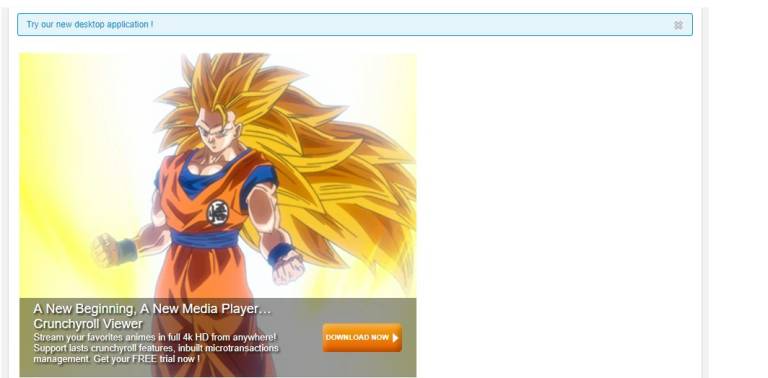 Try our new desktop application !
悟
A New Beginning, A New Media Player...
Crunchyroll Viewer
Stream your favorites animes in full 4k HD from anywhere!
Support lasts crunchyroll features, inbuilt microtransactions
management. Get your FREE trial now !
DOWNLOAD NOW